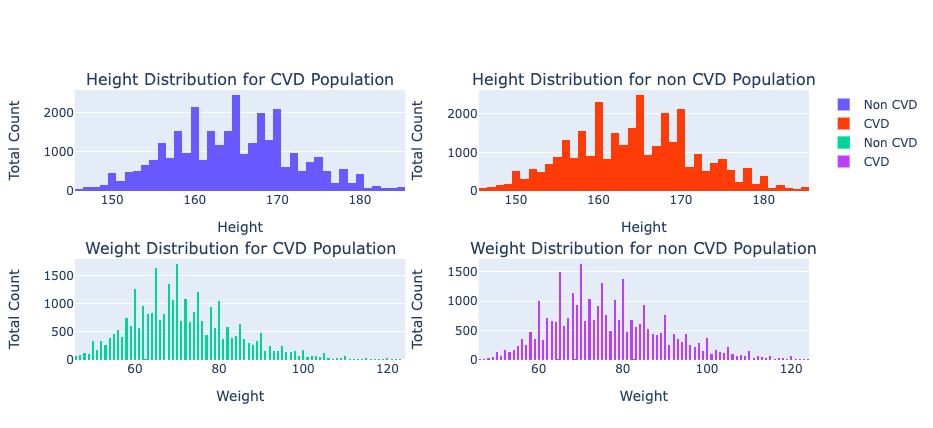 Height Distribution for CVD Population
Total Count
2000
1000
0
150
160
170
180
Height
Height Distribution for non CVD Population
Total Count
2000
1000
0
150
160
170
180
Height
Non CVD
CVD
Non CVD
CVD
Weight Distribution for CVD Population
Total Count
1500
1000
500
0
60
80
100
120
Weight
Weight Distribution for non CVD Population
Total Count
1500
1000
500
0
60
80
100
120
Weight